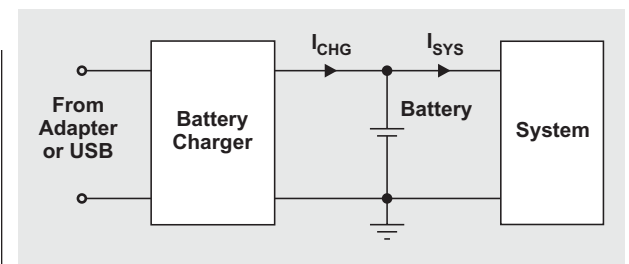 From
Adapter
or USB
Battery
Charger
I_CHG
I_SYS
Battery
System